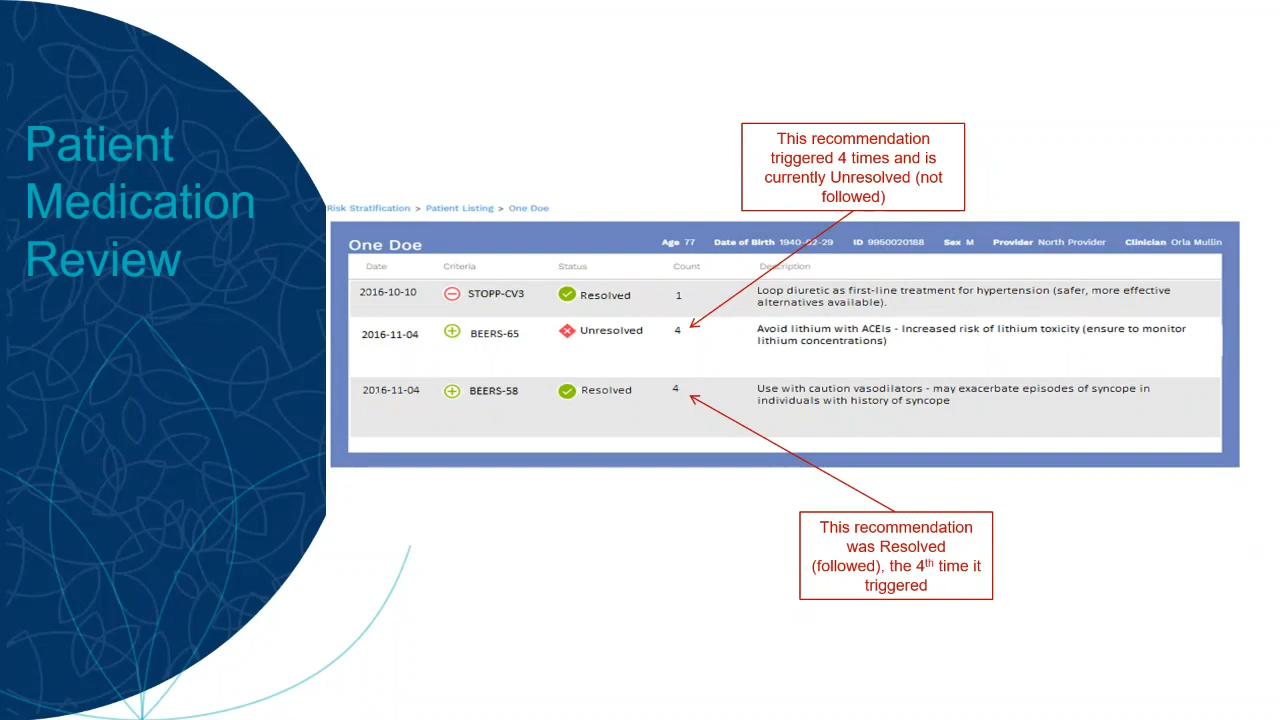 Patient
Medication
Review
This recommendation
triggered 4 times and is
currently Unresolved (not
followed)
Risk Stratification > Patient Listing > One Doe
One Doe Age 77 Date of Birth 1940-02-29 ID 9950020188 Sex M Provider North Provider Clinician Orla Mullin
Date Criteria Status Count Description
2016-10-10 STOPP-CV3 Resolved 1 Loop diuretic as first-line treatment for hypertension (safer, more effective
alternatives available).
2016-11-04 BEERS-65 Unresolved 4 Avoid lithium with ACEIs - Increased risk of lithium toxicity (ensure to monitor
lithium concentrations)
2016-11-04 BEERS-58 Resolved 4 Use with caution vasodilators - may exacerbate episodes of syncope in
individuals with history of syncope
This recommendation
was Resolved
(followed), the 4th time it
triggered